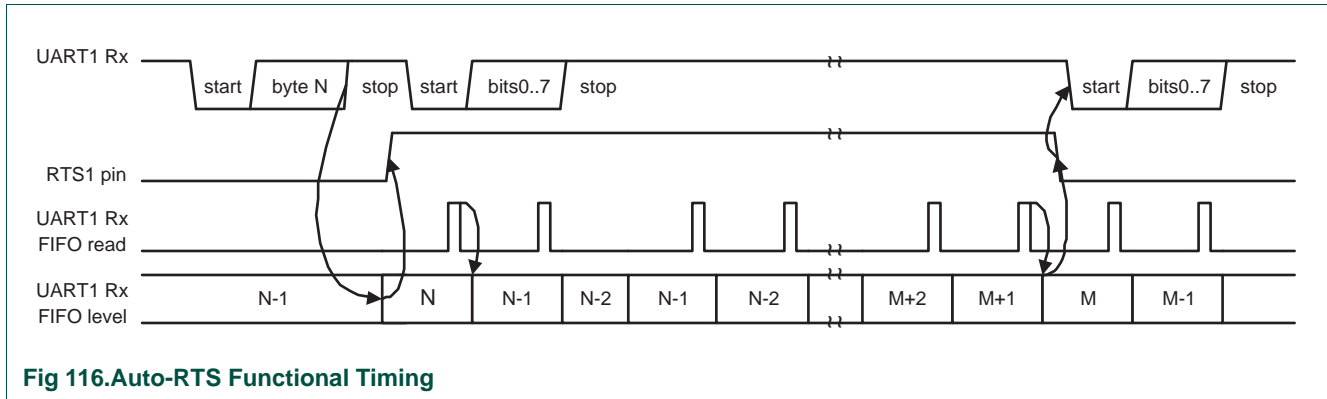 UART1 Rx
start byte N stop start bits0..7 stop start bits0..7 stop
RTS1 pin
UART1 Rx
FIFO read
UART1 Rx
FIFO level
N-1 N N-1 N-2 N-1 N-2 M+2 M+1 M M-1
Fig 116.Auto-RTS Functional Timing